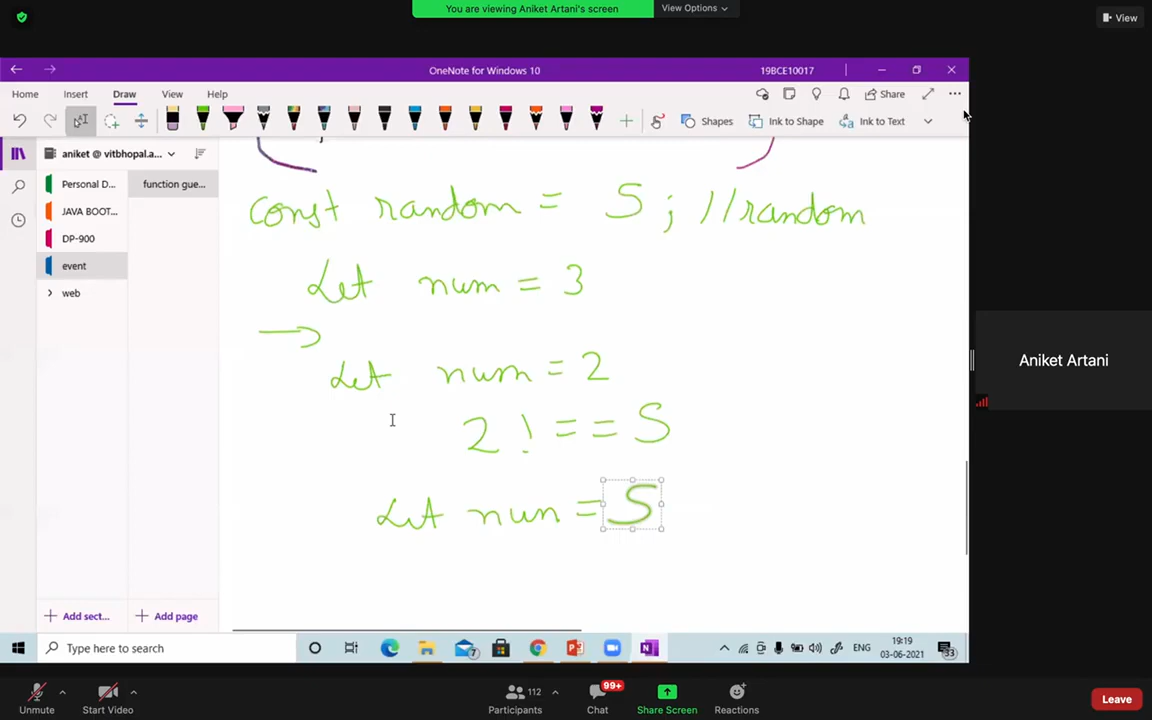 You are viewing Aniket Artani's screen View Options
View
OneNote for Windows 10 19BCE10017
Home Insert Draw View Help Share
Shapes Ink to Shape Ink to Text
aniket @ vitbhopal.a...
Personal D... function gue...
JAVA BOOT...
DP-900
event
web
const random = 5; //random
Let num = 3
Let num = 2
2 !== 5
Let num = 5
Aniket Artani
Add sect... Add page
Type here to search
7
ENG
19:19
03-06-2021
33
Unmute Start Video Participants 112 Chat 99+ Share Screen Reactions Leave